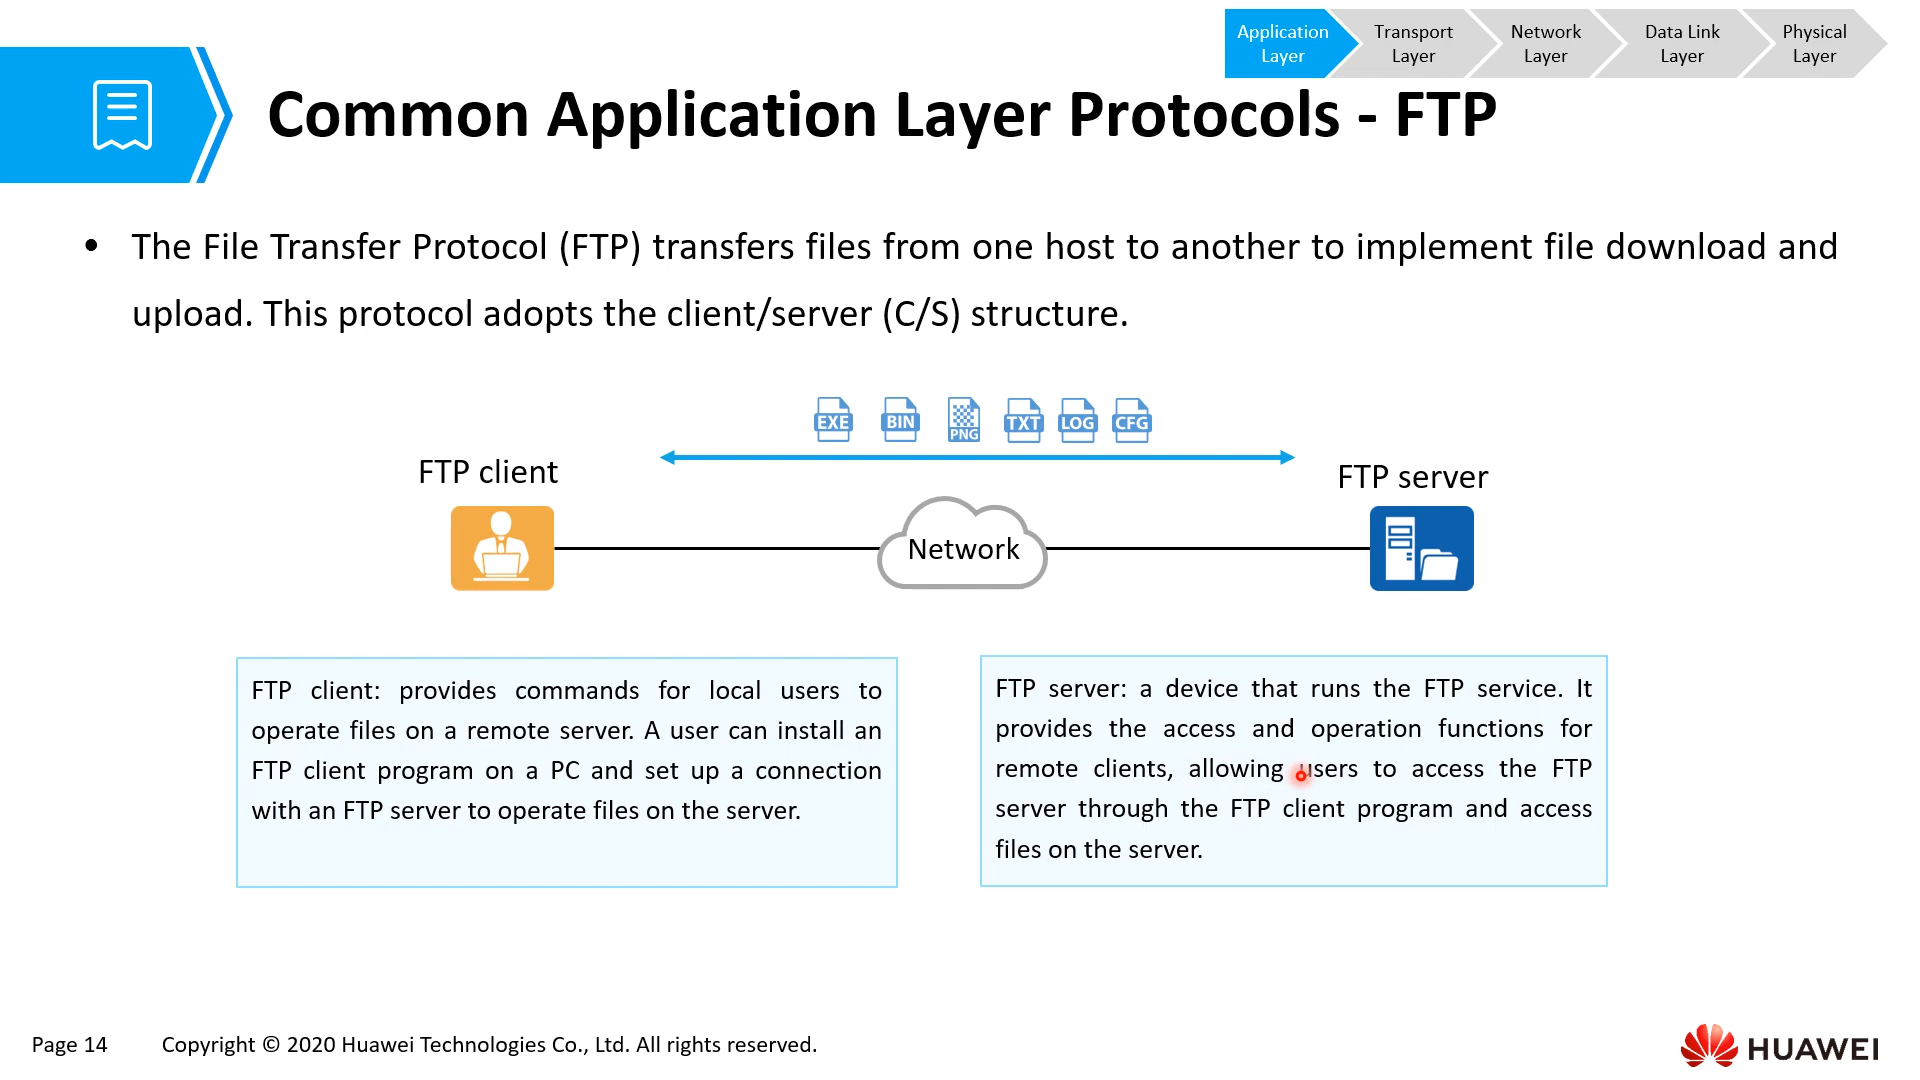 Application Layer
Transport Layer
Network Layer
Data Link Layer
Physical Layer
Common Application Layer Protocols - FTP
• The File Transfer Protocol (FTP) transfers files from one host to another to implement file download and
upload. This protocol adopts the client/server (C/S) structure.
EXE BIN PNG TXT LOG CFG
FTP client
FTP server
Network
FTP client: provides commands for local users to
operate files on a remote server. A user can install an
FTP client program on a PC and set up a connection
with an FTP server to operate files on the server.
FTP server: a device that runs the FTP service. It
provides the access and operation functions for
remote clients, allowing users to access the FTP
server through the FTP client program and access
files on the server.
Page 14
Copyright © 2020 Huawei Technologies Co., Ltd. All rights reserved.
HUAWEI